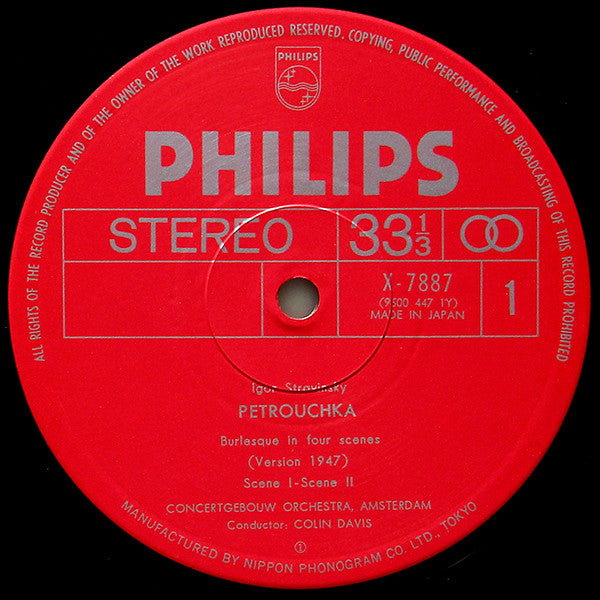 ALL RIGHTS OF THE RECORD PRODUCER AND OF THE OWNER OF THE WORK REPRODUCED RESERVED. COPYING, PUBLIC PERFORMANCE AND BROADCASTING OF THIS RECORD PROHIBITED
PHILIPS
PHILIPS
STEREO 33 1/3
X-7887
(9500 447 1Y)
MADE IN JAPAN
1
Igor Stravinsky
PETROUCHKA
Burlesque in four scenes
(Version 1947)
Scene I-Scene II
CONCERTGEBOUW ORCHESTRA, AMSTERDAM
Conductor: COLIN DAVIS
①
MANUFACTURED BY NIPPON PHONOGRAM CO. LTD., TOKYO